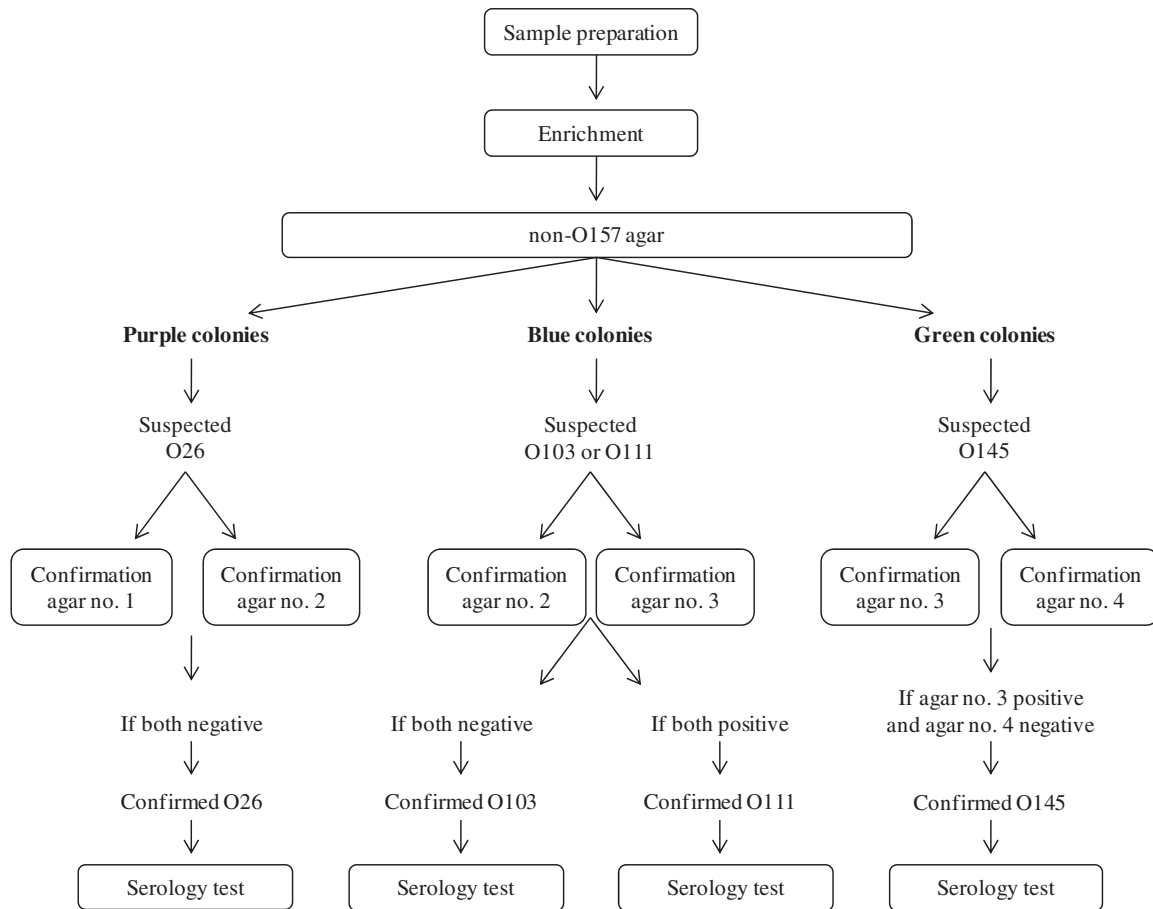 Sample preparation
Enrichment
non-O157 agar
Purple colonies
Blue colonies
Green colonies
Suspected
O26
Suspected
O103 or O111
Suspected
O145
Confirmation
agar no. 1
Confirmation
agar no. 2
Confirmation
agar no. 2
Confirmation
agar no. 3
Confirmation
agar no. 3
Confirmation
agar no. 4
If both negative
If both negative
If both positive
If agar no. 3 positive
and agar no. 4 negative
Confirmed O26
Confirmed O103
Confirmed O111
Confirmed O145
Serology test
Serology test
Serology test
Serology test